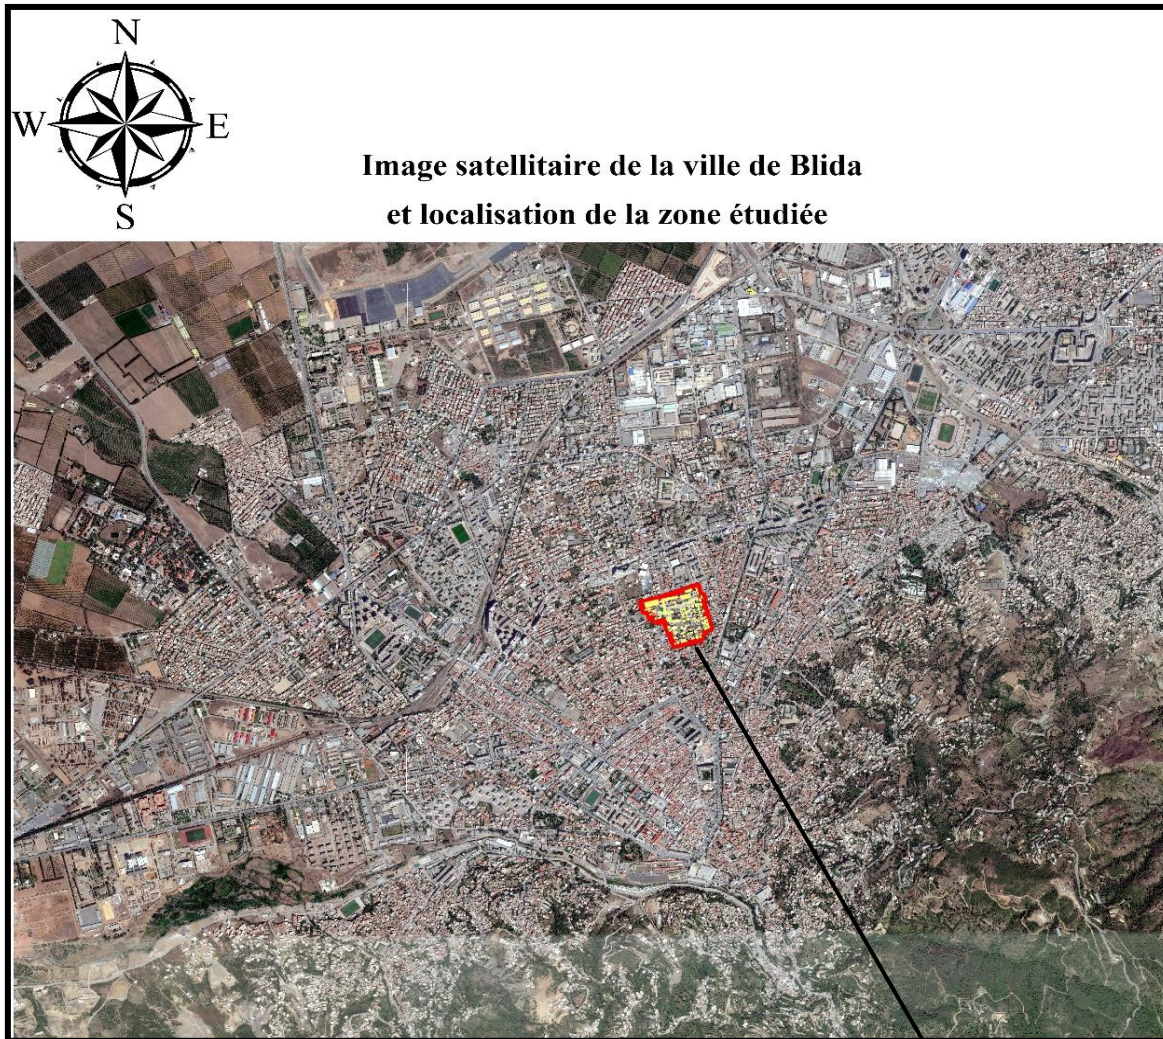 N
W E
S
Image satellitaire de la ville de Blida
et localisation de la zone étudiée